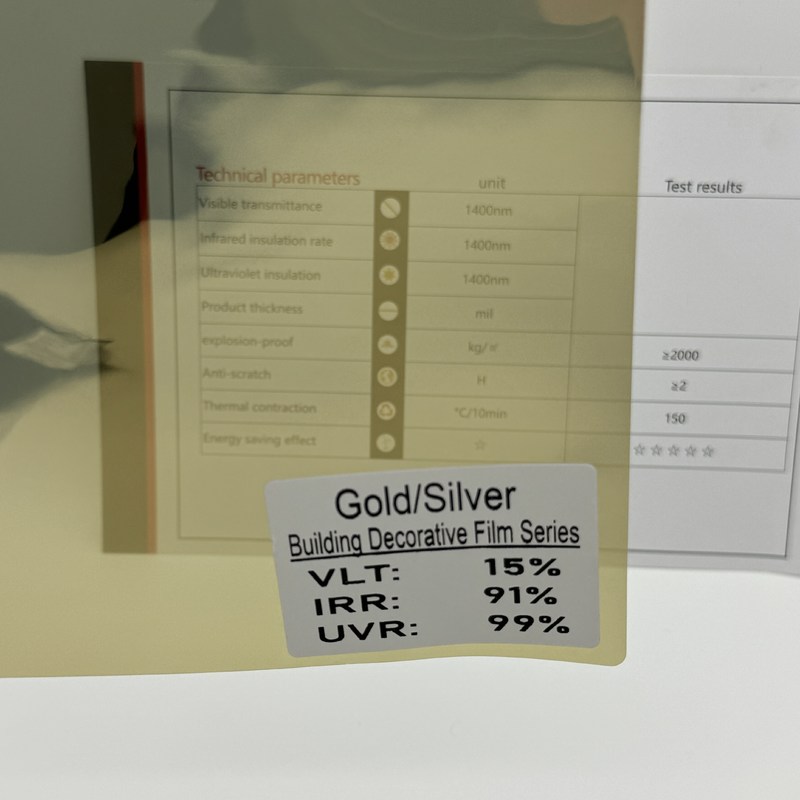 Technical parameters unit Test results
Visible transmittance 1400nm
Infrared insulation rate 1400nm
Ultraviolet insulation 1400nm
Product thickness mil
explosion-proof kg/㎡ ≥2000
Anti-scratch H ≥2
Thermal contraction °C/10min 150
Energy saving effect ☆ ☆☆☆☆☆
Gold/Silver
Building Decorative Film Series
VLT: 15%
IRR: 91%
UVR: 99%